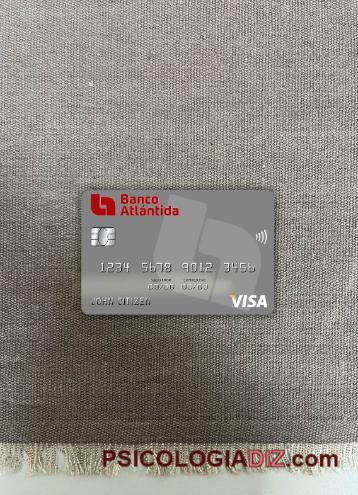 Banco
Atlántida
1234 5678 9012 3456
JOHN CITIZEN
VISA
PSICOLOGIADIZ.com